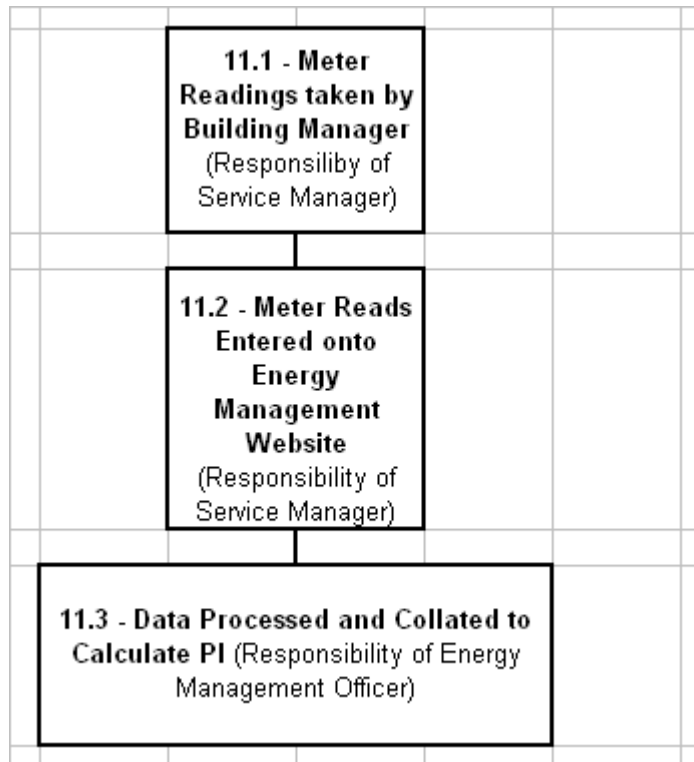 11.1 - Meter
Readings taken by
Building Manager
(Responsiliby of
Service Manager)
11.2 - Meter Reads
Entered onto
Energy
Management
Website
(Responsibility of
Service Manager)
11.3 - Data Processed and Collated to
Calculate PI (Responsibility of Energy
Management Officer)